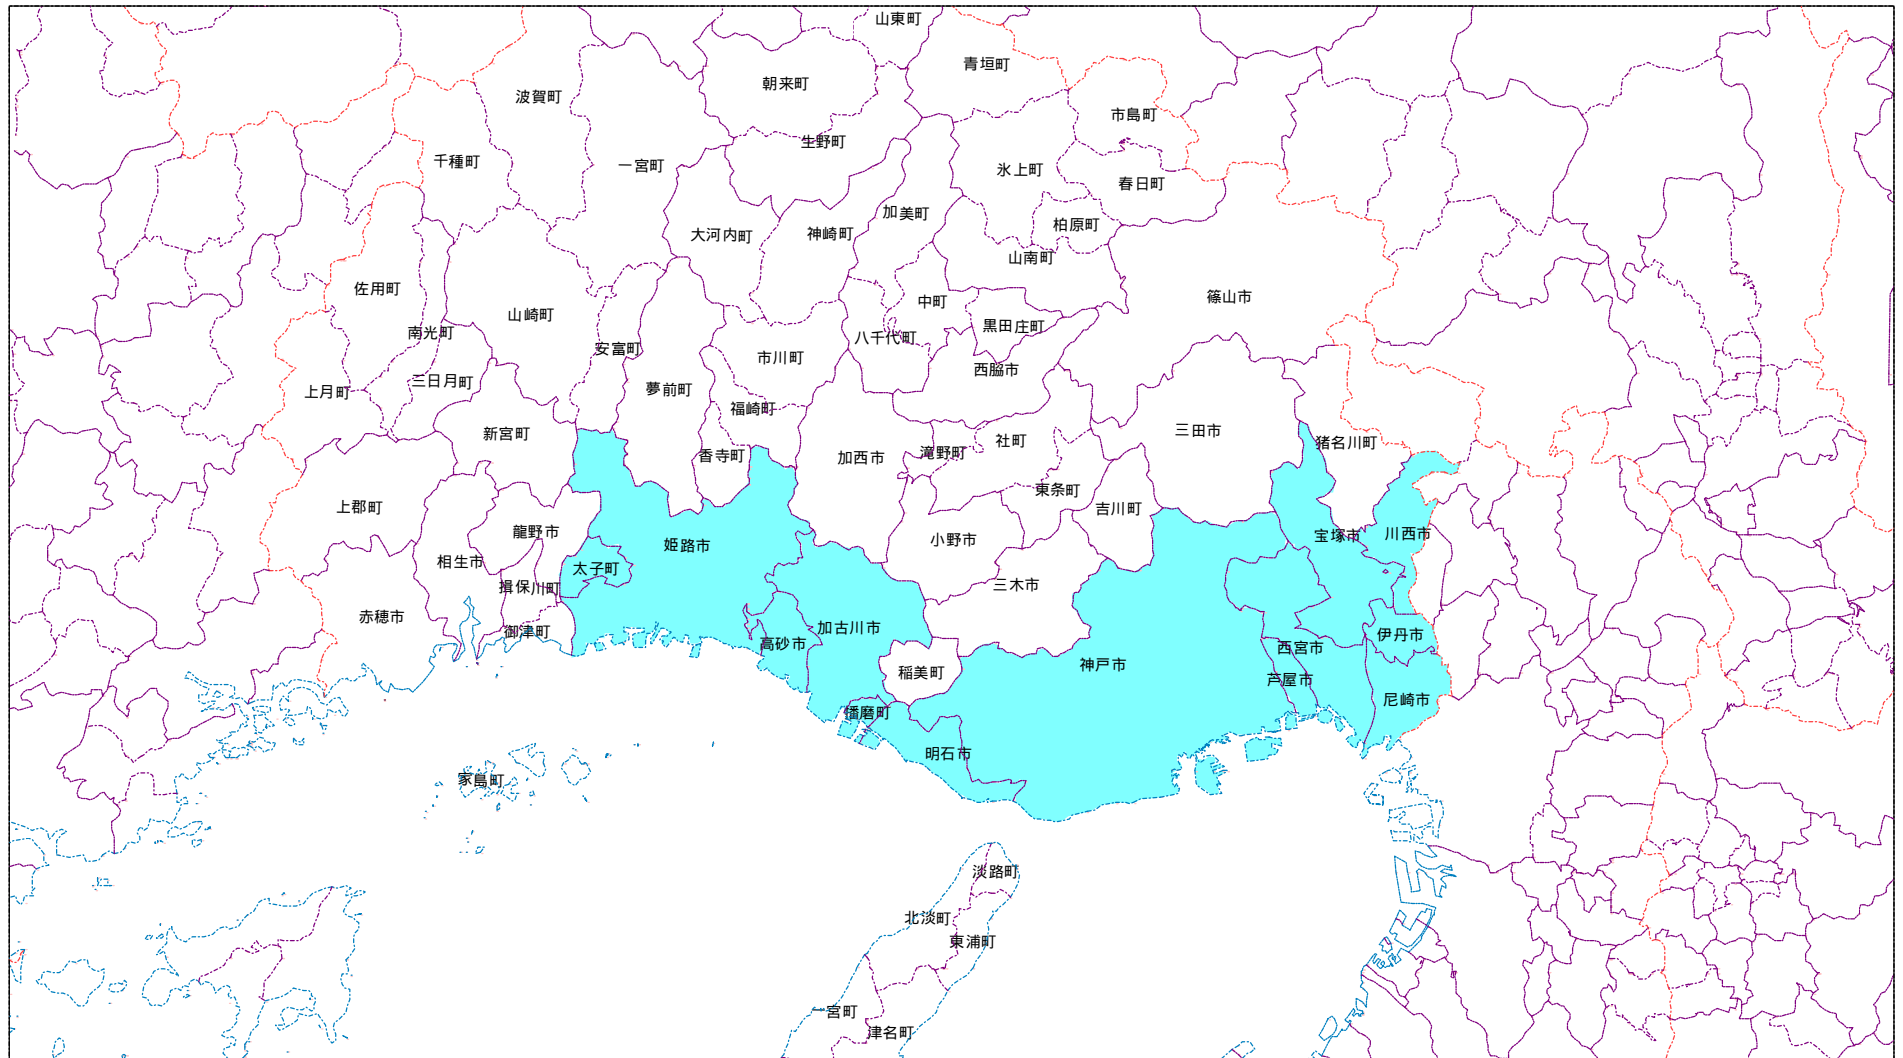 山東町
青垣町
朝来町
波賀町
市島町
生野町
千種町
一宮町
氷上町
春日町
加美町
柏原町
大河内町
神崎町
山南町
佐用町
篠山市
中町
山崎町
黒田庄町
南光町
八千代町
安富町
市川町
西脇市
三日月町
上月町
夢前町
福崎町
新宮町
三田市
社町
猪名川町
滝野町
香寺町
加西市
東条町
上郡町
吉川町
龍野市
宝塚市
川西市
小野市
姫路市
相生市
太子町
三木市
揖保川町
赤穂市
加古川市
御津町
伊丹市
高砂市
西宮市
神戸市
稲美町
芦屋市
尼崎市
播磨町
明石市
家島町
淡路町
北淡町
東浦町
一宮町
津名町